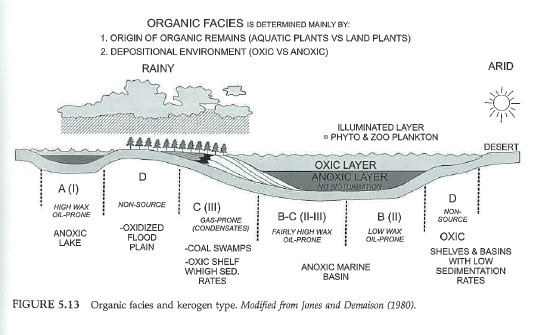 ORGANIC FACIES IS DETERMINED MAINLY BY:
1. ORIGIN OF ORGANIC REMAINS (AQUATIC PLANTS VS LAND PLANTS)
2. DEPOSITIONAL ENVIRONMENT (OXIC VS ANOXIC)
RAINY
ARID
ILLUMINATED LAYER
= PHYTO & ZOO PLANKTON
DESERT
OXIC LAYER
ANOXIC LAYER
NO BIOTURBATION
A (I)
HIGH WAX
OIL-PRONE
ANOXIC
LAKE
D
NON-SOURCE
-OXIDIZED
FLOOD
PLAIN
C (III)
GAS-PRONE
(CONDENSATES)
-COAL SWAMPS
-OXIC SHELF
W/HIGH SED.
RATES
B-C (II-III)
FAIRLY HIGH WAX
OIL-PRONE
B (II)
LOW WAX
OIL-PRONE
ANOXIC MARINE
BASIN
D
NON-
SOURCE
OXIC
SHELVES & BASINS
WITH LOW
SEDIMENTATION
RATES
FIGURE 5.13 Organic facies and kerogen type. Modified from Jones and Demaison (1980).